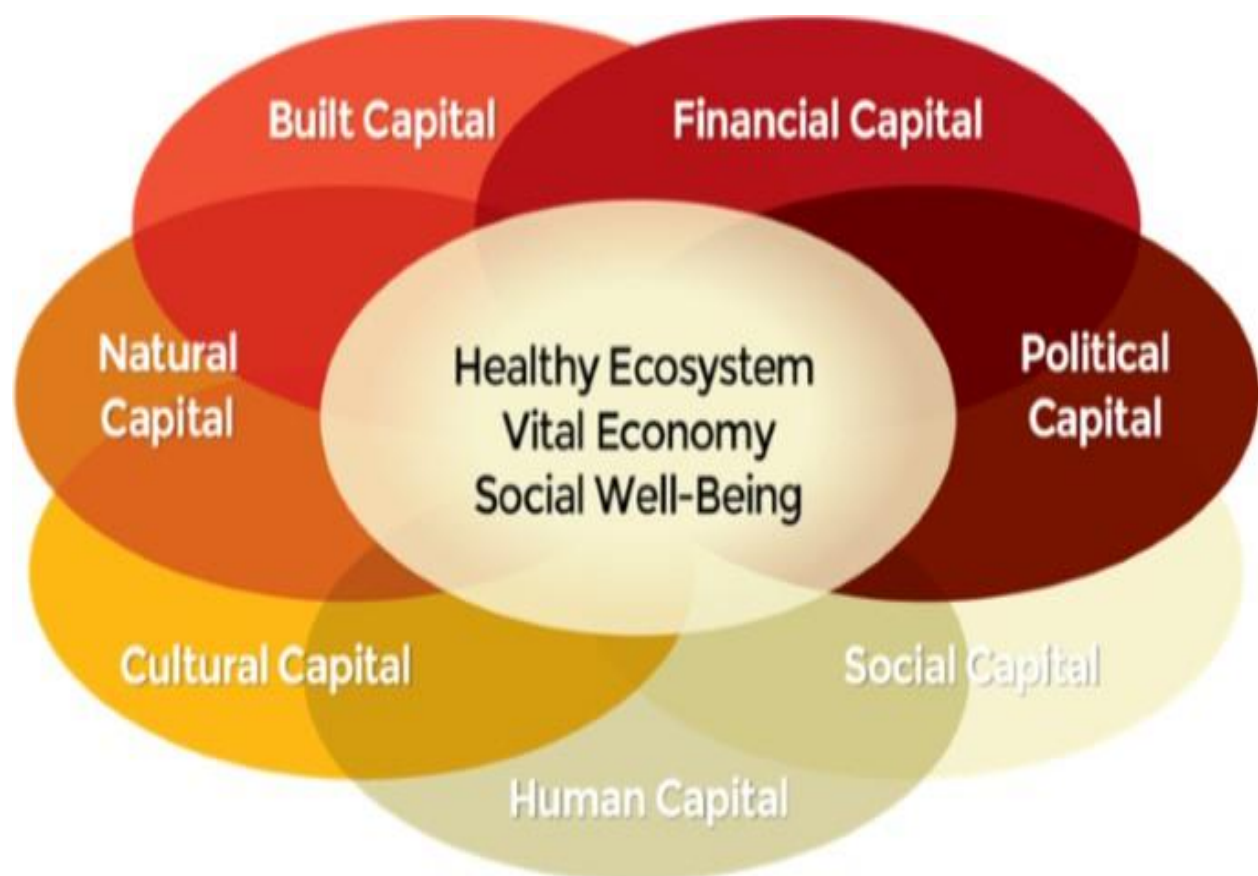 Built Capital
Financial Capital
Natural
Capital
Healthy Ecosystem
Vital Economy
Social Well-Being
Political
Capital
Cultural Capital
Social Capital
Human Capital